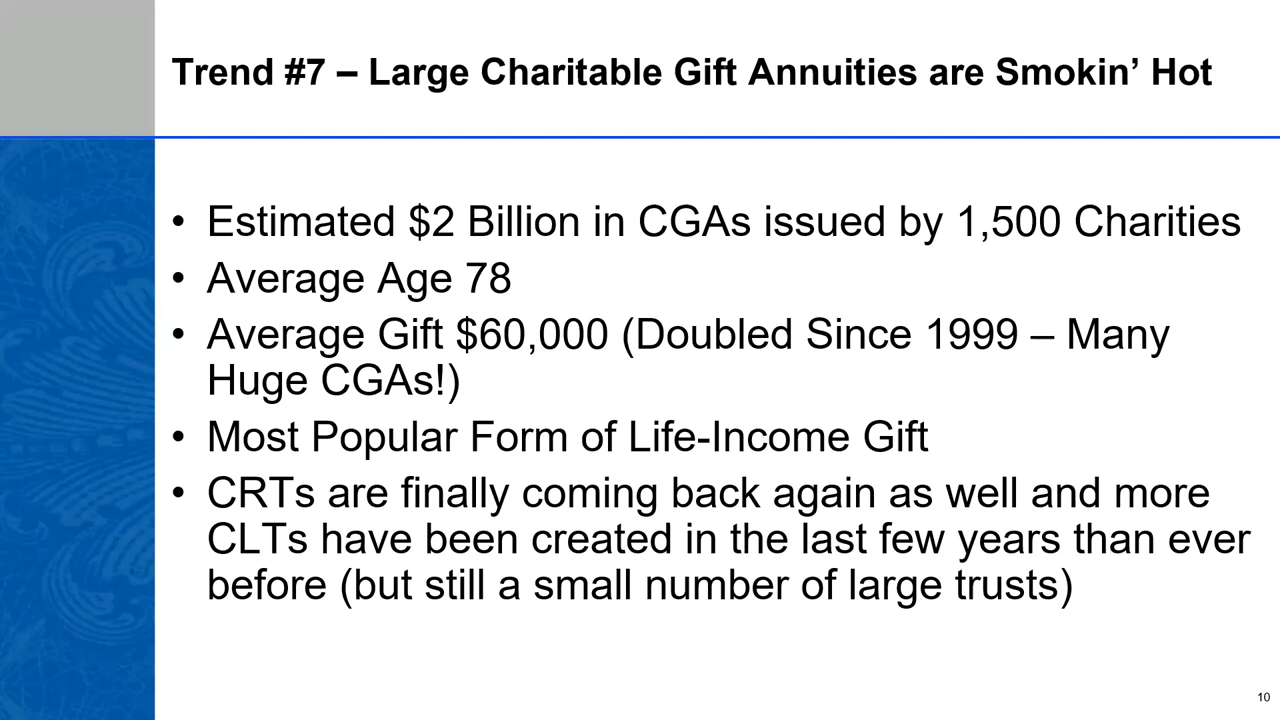 Trend #7 – Large Charitable Gift Annuities are Smokin’ Hot
• Estimated $2 Billion in CGAs issued by 1,500 Charities
• Average Age 78
• Average Gift $60,000 (Doubled Since 1999 – Many
Huge CGAs!)
• Most Popular Form of Life-Income Gift
• CRTs are finally coming back again as well and more
CLTs have been created in the last few years than ever
before (but still a small number of large trusts)
10